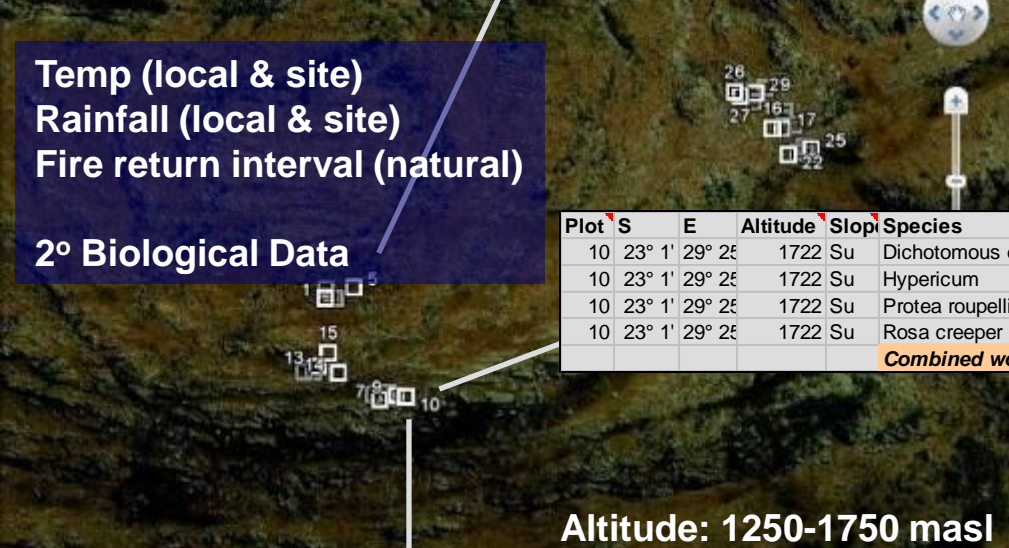 Temp (local & site)
Rainfall (local & site)
Fire return interval (natural)
2º Biological Data
26 29
27 16 17
25
22
Plot S E Altitude Slop Species
10 23° 1' 29° 25 1722 Su Dichotomous
10 23° 1' 29° 25 1722 Su Hypericum
10 23° 1' 29° 25 1722 Su Protea roupelli
10 23° 1' 29° 25 1722 Su Rosa creeper
Combined we
1 5
15
13
7
10
Altitude: 1250-1750 masl